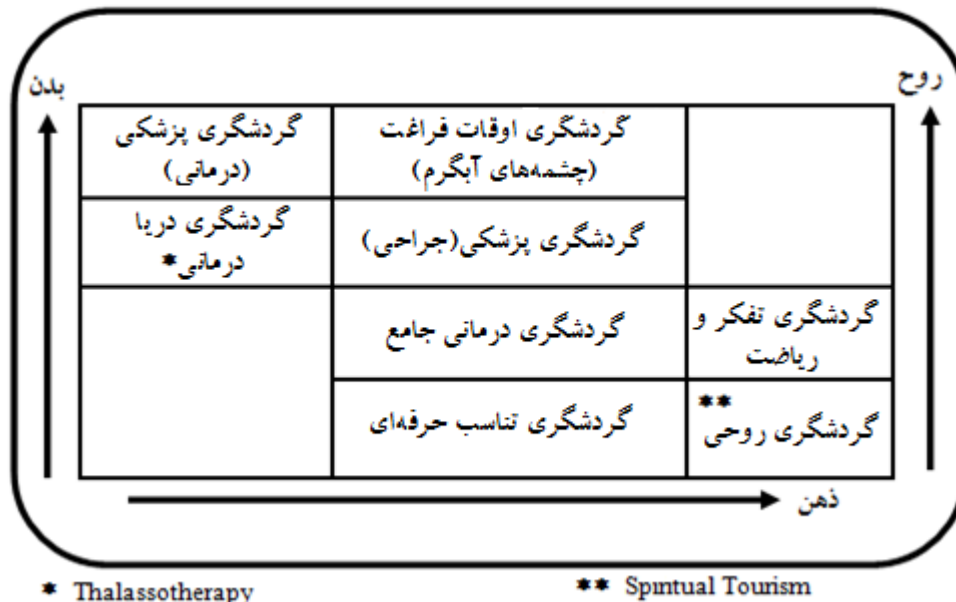 بدن
روح
گردشگری پزشکی
(درمانی)
گردشگری اوقات فراغت
(چشمه‌های آبگرم)
گردشگری دریا
درمانی*
گردشگری پزشکی(جراحی)
گردشگری درمانی جامع
گردشگری تفکر و
ریاضت
گردشگری تناسب حرفه‌ای
**
گردشگری روحی
ذهن
* Thalassotherapy
** Spintual Tourism